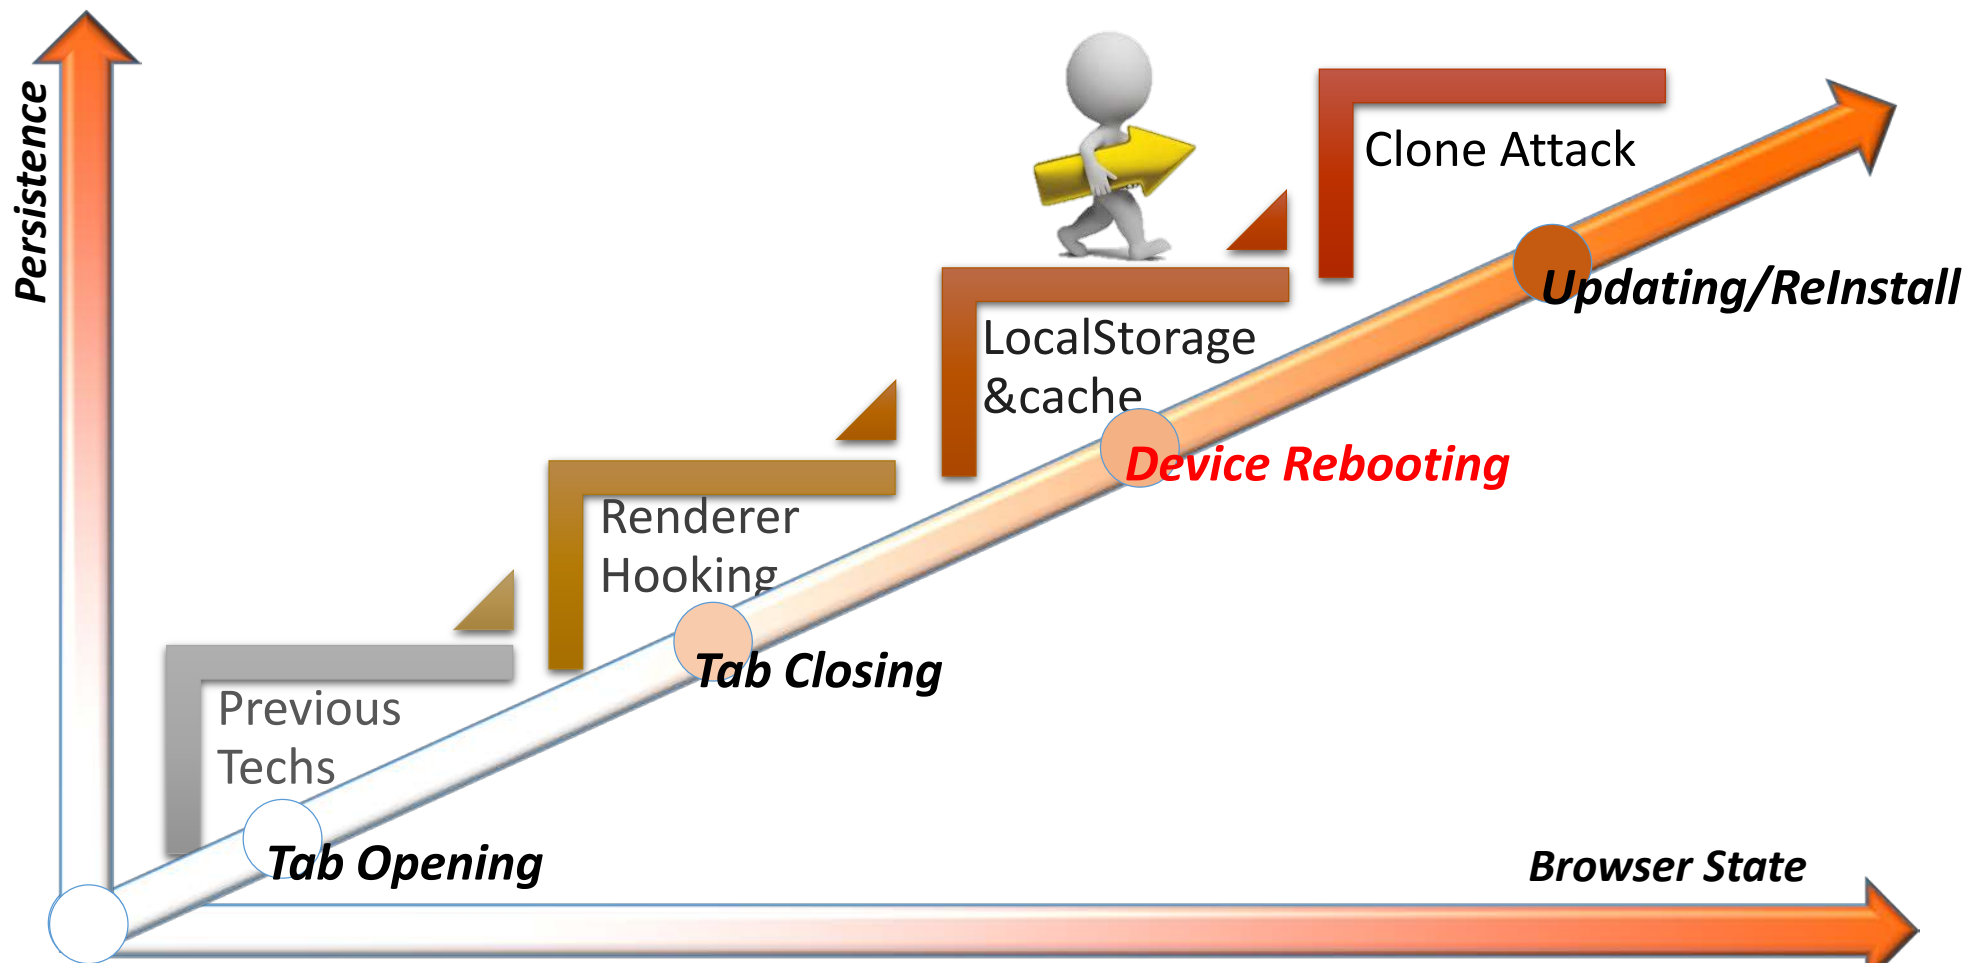 Persistence
Clone Attack
Updating/ReInstall
LocalStorage
&cache
Device Rebooting
Renderer
Hooking
Tab Closing
Previous
Techs
Tab Opening
Browser State